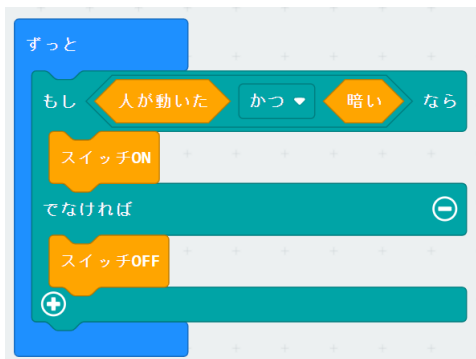 ずっと
もし 人が動いた かつ 暗い なら
スイッチON
でなければ
スイッチOFF